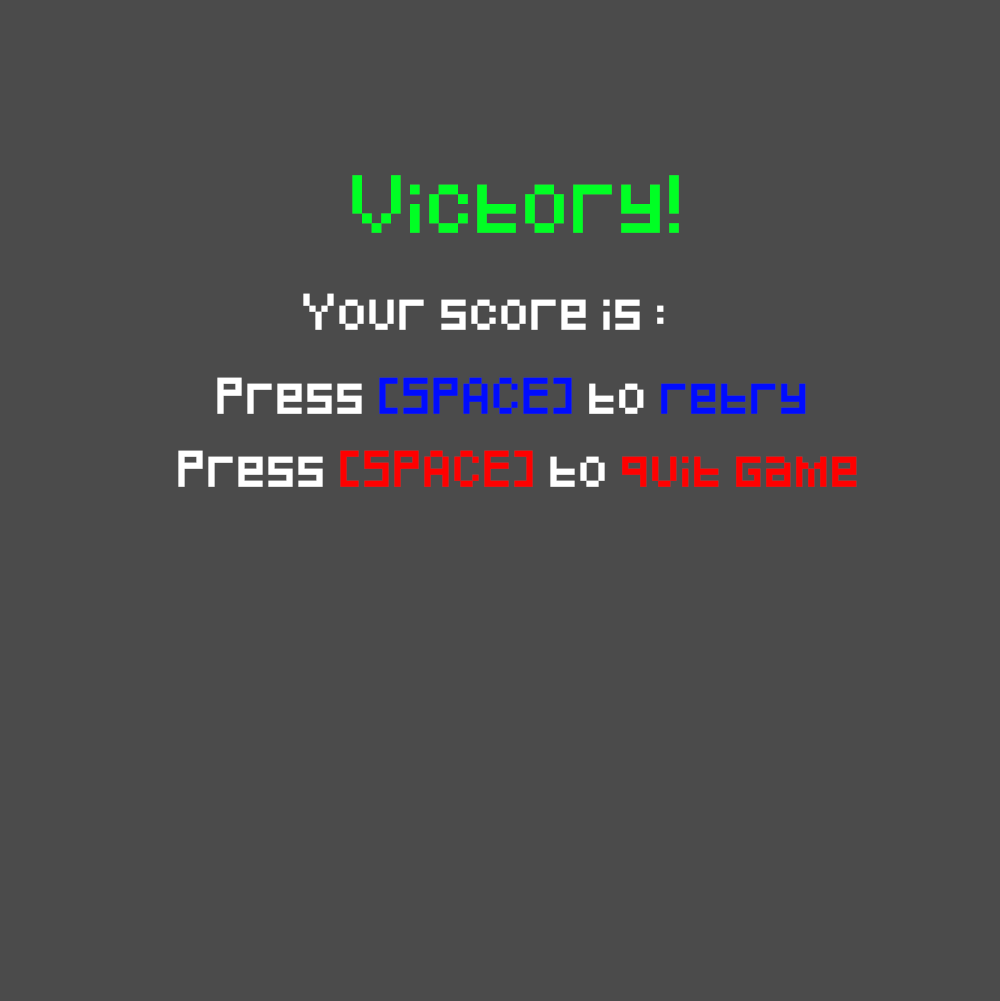 Victory!
Your score is :
Press [SPACE] to retry
Press [SPACE] to quit Game